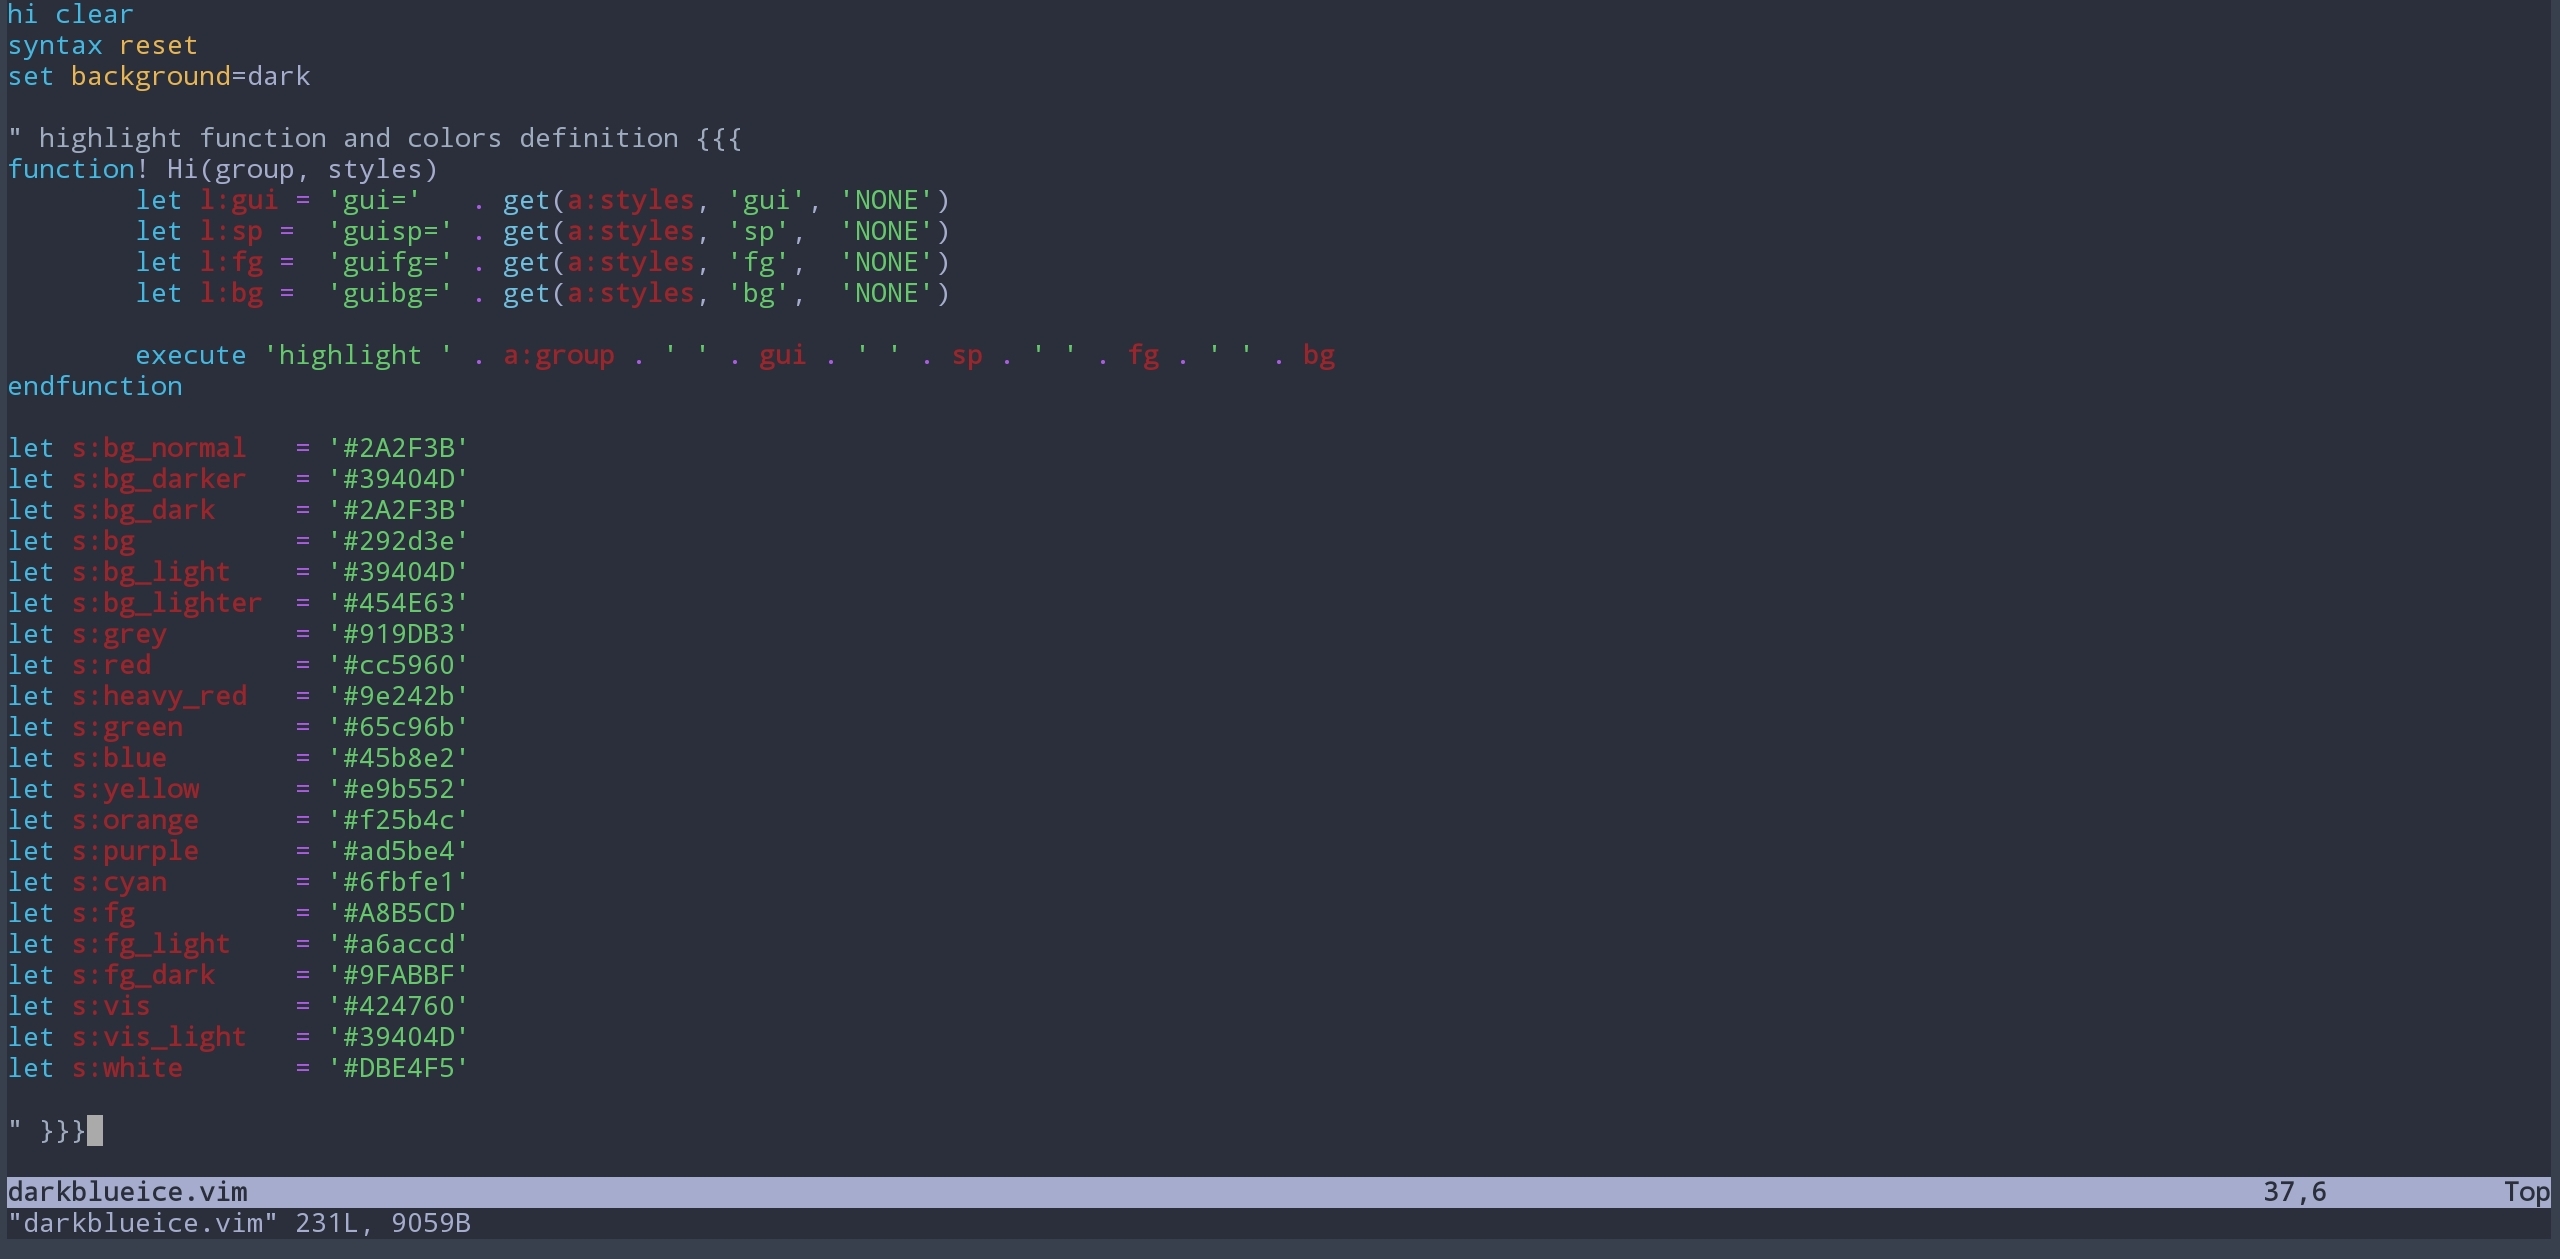 hi clear
syntax reset
set background=dark

" highlight function and colors definition {{{
function! Hi(group, styles)
        let l:gui = 'gui='   . get(a:styles, 'gui', 'NONE')
        let l:sp =  'guisp=' . get(a:styles, 'sp',  'NONE')
        let l:fg =  'guifg=' . get(a:styles, 'fg',  'NONE')
        let l:bg =  'guibg=' . get(a:styles, 'bg',  'NONE')

        execute 'highlight ' . a:group . ' ' . gui . ' ' . sp . ' ' . fg . ' ' . bg
endfunction

let s:bg_normal   = '#2A2F3B'
let s:bg_darker   = '#39404D'
let s:bg_dark     = '#2A2F3B'
let s:bg          = '#292d3e'
let s:bg_light    = '#39404D'
let s:bg_lighter  = '#454E63'
let s:grey        = '#919DB3'
let s:red         = '#cc5960'
let s:heavy_red   = '#9e242b'
let s:green       = '#65c96b'
let s:blue        = '#45b8e2'
let s:yellow      = '#e9b552'
let s:orange      = '#f25b4c'
let s:purple      = '#ad5be4'
let s:cyan        = '#6fbfe1'
let s:fg          = '#A8B5CD'
let s:fg_light    = '#a6accd'
let s:fg_dark     = '#9FABBF'
let s:vis         = '#424760'
let s:vis_light   = '#39404D'
let s:white       = '#DBE4F5'

" }}}
darkblueice.vim 37,6 Top
"darkblueice.vim" 231L, 9059B